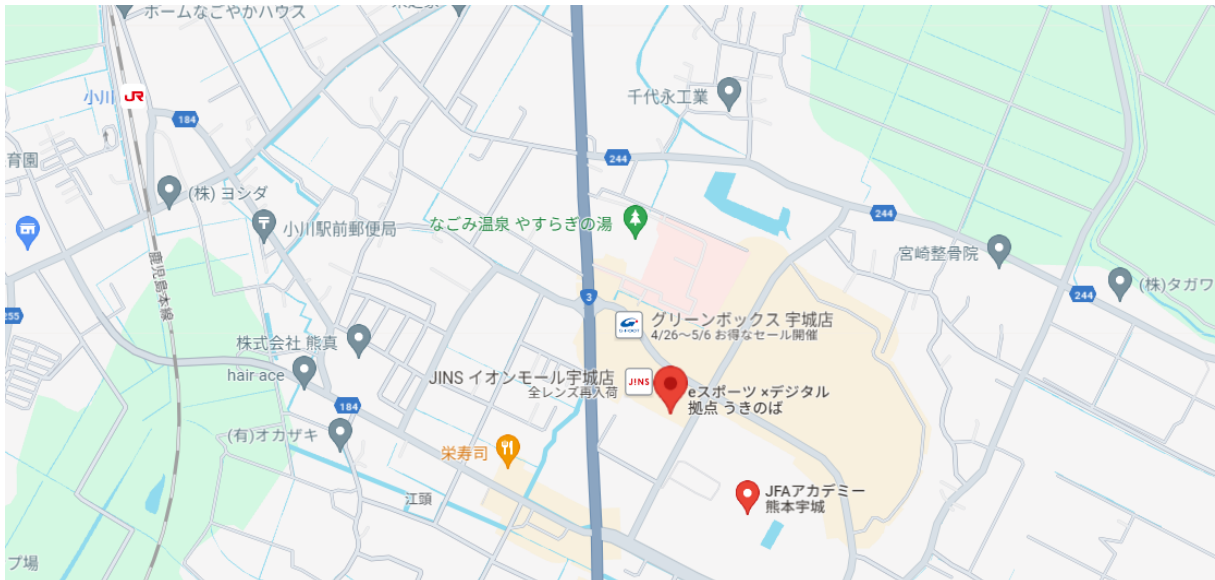 ホームなごやかハウス
千代永工業
小川
JR
184
育園
244
(株) ヨシダ
244
小川駅前郵便局
なごみ温泉 やすらぎの湯
宮崎整骨院
鹿児島本線
3
244
(株)タガワ
255
グリーンボックス 宇城店
4/26～5/6 お得なセール開催
株式会社 熊真
hair ace
JINS イオンモール宇城店
全レンズ再入荷
J!NS
eスポーツ ×デジタル
拠点 うきのば
184
(有)オカザキ
栄寿司
江頭
JFAアカデミー
熊本宇城
プ場